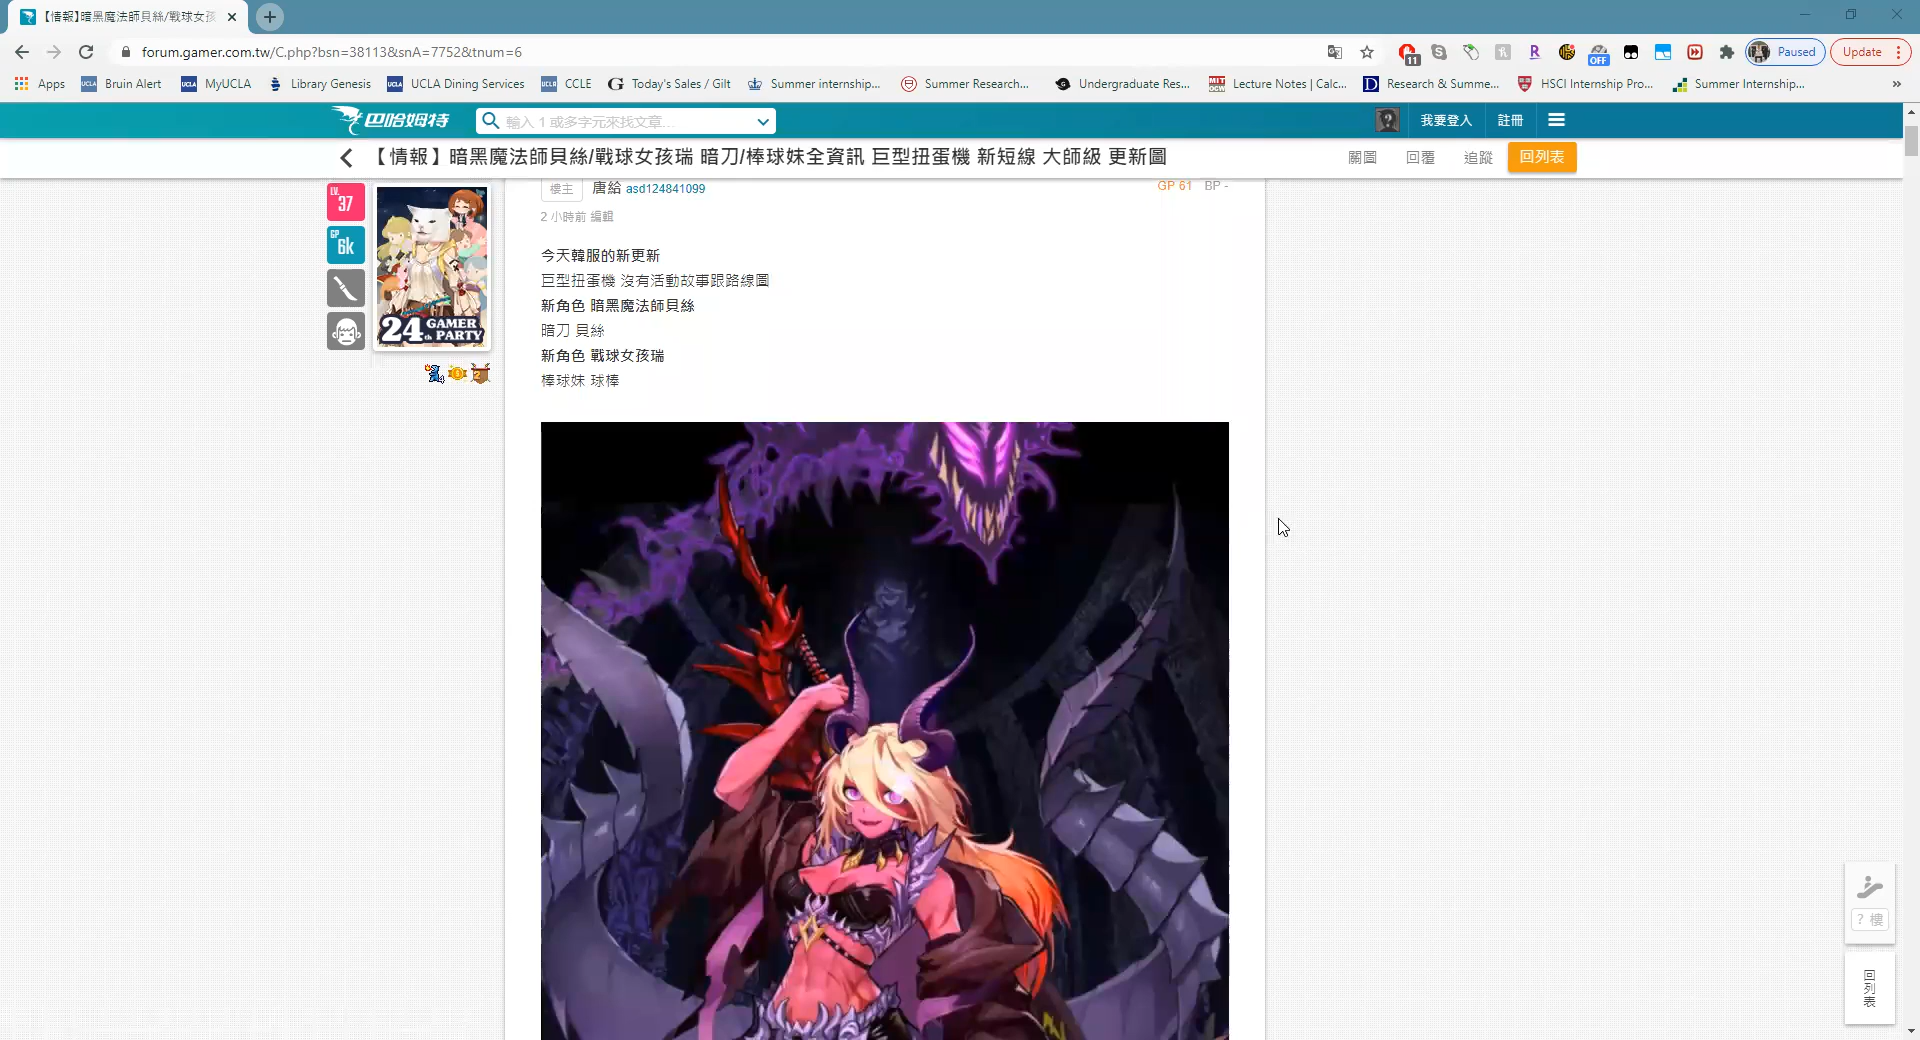 【情報】暗黑魔法師貝絲/戰球女孩
forum.gamer.com.tw/C.php?bsn=38113&snA=7752&tnum=6
11
OFF
Paused
Update
Apps
Bruin Alert
MyUCLA
Library Genesis
UCLA Dining Services
CCLE
Today's Sales / Gilt
Summer internship...
Summer Research...
Undergraduate Res...
Lecture Notes | Calc...
Research & Summe...
HSCI Internship Pro...
Summer Internship...
巴哈姆特
輸入 1 或多字元來找文章...
我要登入
註冊
【情報】暗黑魔法師貝絲/戰球女孩瑞 暗刀/棒球妹全資訊 巨型扭蛋機 新短線 大師級 更新圖
關圖
回覆
追蹤
回列表
LV.
37
GP
6k
24th GAMER PARTY
樓主
唐給 asd124841099
GP 61
BP -
2 小時前 編輯
今天韓服的新更新
巨型扭蛋機 沒有活動故事跟路線圖
新角色 暗黑魔法師貝絲
暗刀 貝絲
新角色 戰球女孩瑞
棒球妹 球棒
? 樓
回列表